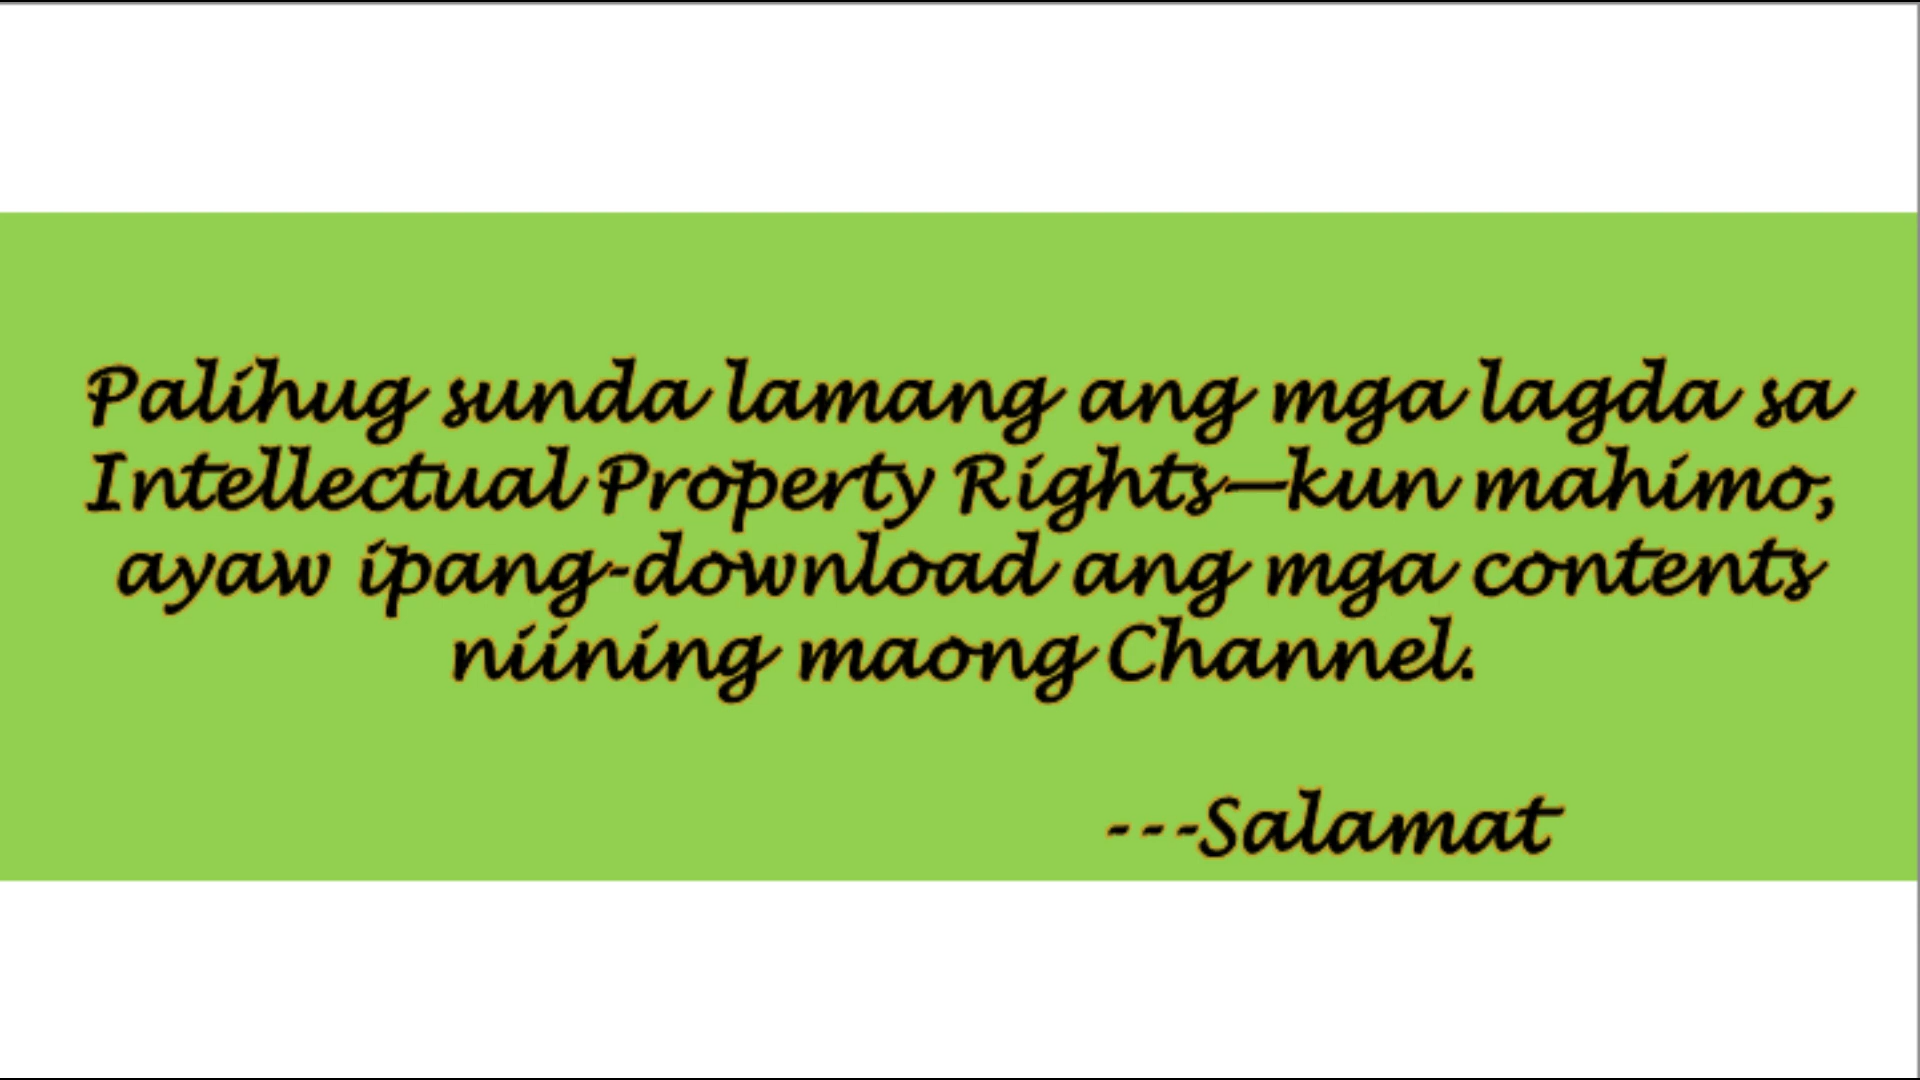 Palihug sunda lamang ang mga lagda sa
Intellectual Property Rights—kun mahimo,
ayaw ipang-download ang mga contents
niining maong Channel.
---Salamat